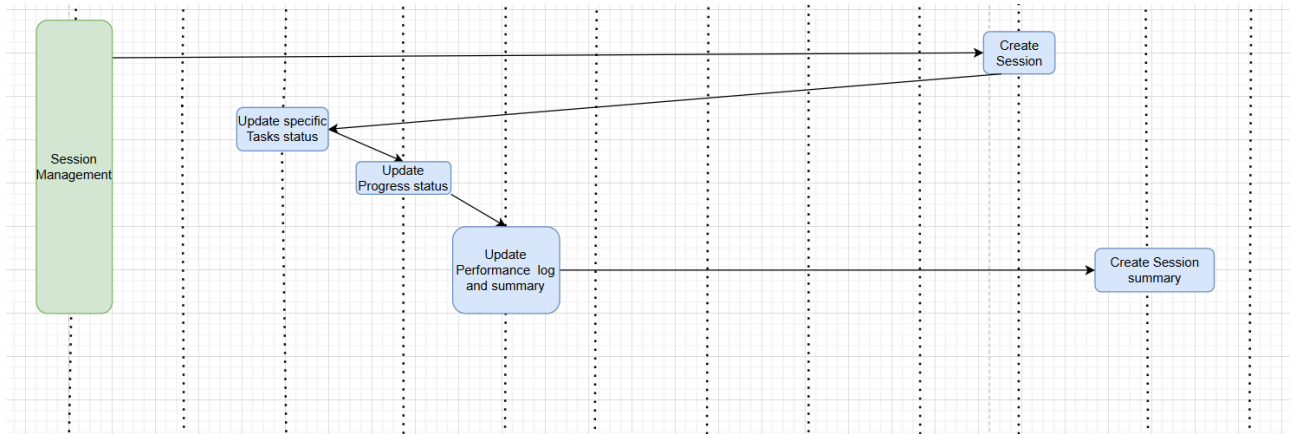 Create
Session
Update specific
Tasks status
Session
Management
Update
Progress status
Update
Performance log
and summary
Create Session
summary